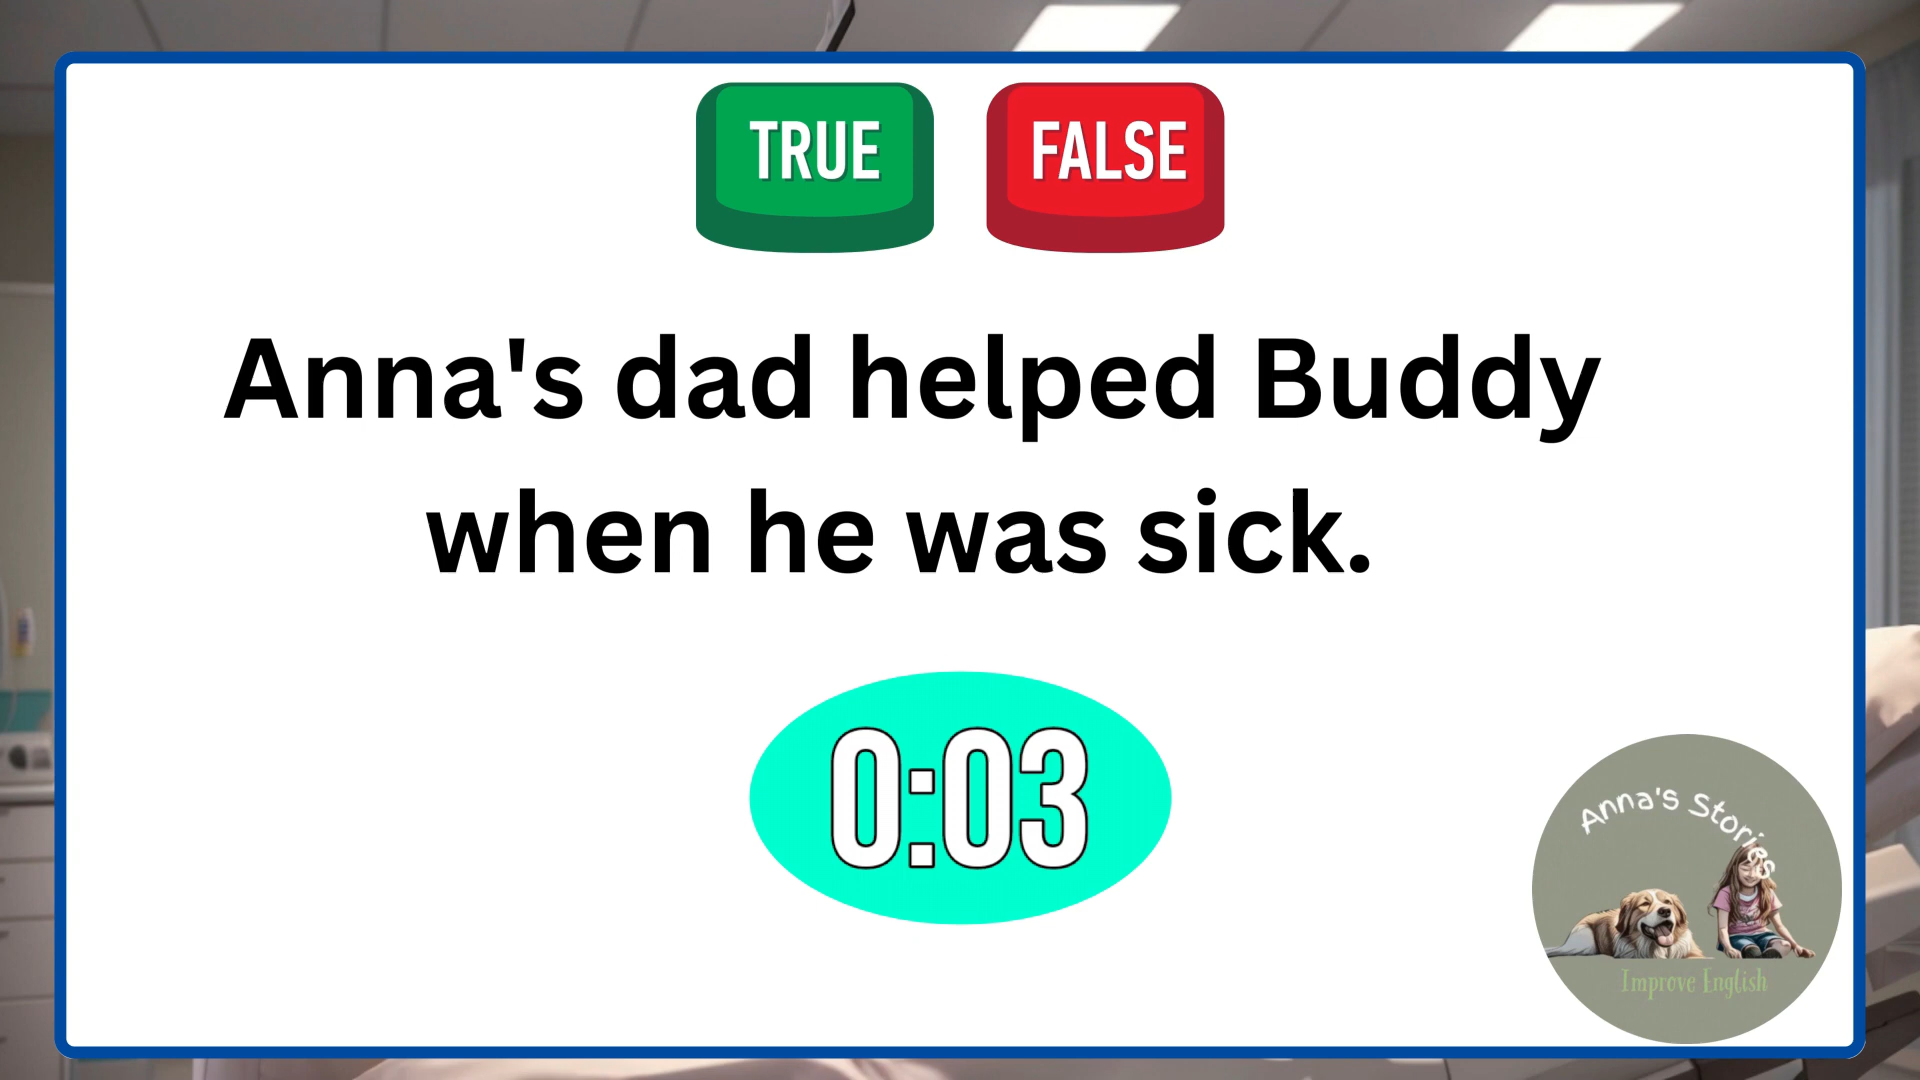 TRUE
FALSE
Anna's dad helped Buddy
when he was sick.
0:03
Anna's Stories
Improve English